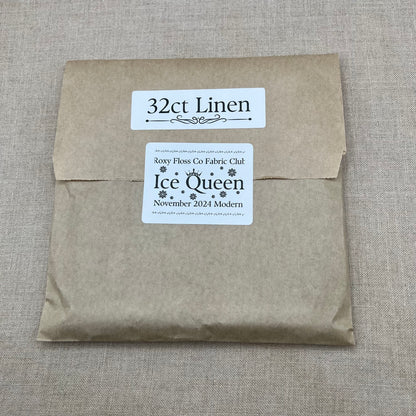 32ct Linen
Roxy Floss Co Fabric Club
Ice Queen
November 2024 Modern